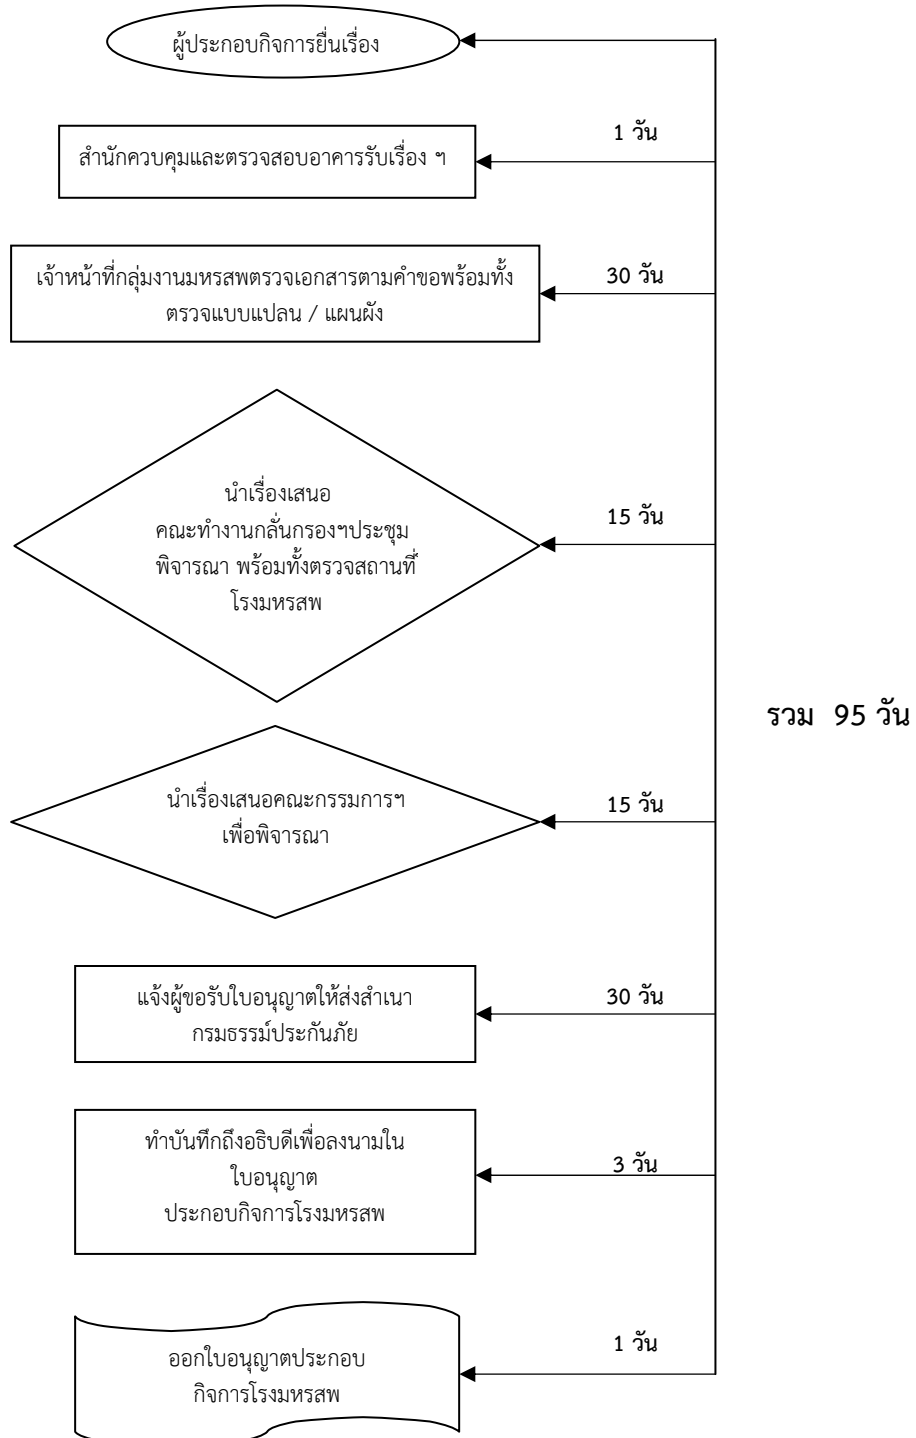 ผู้ประกอบกิจการยื่นเรื่อง
1 วัน
สำนักควบคุมและตรวจสอบอาคารรับเรื่อง ฯ
30 วัน
เจ้าหน้าที่กลุ่มงานมหรสพตรวจเอกสารตามคำขอพร้อมทั้ง
ตรวจแบบแปลน / แผนผัง
15 วัน
นำเรื่องเสนอ
คณะทำงานกลั่นกรองฯประชุม
พิจารณา พร้อมทั้งตรวจสถานที่
โรงมหรสพ
รวม 95 วัน
15 วัน
นำเรื่องเสนอคณะกรรมการฯ
เพื่อพิจารณา
30 วัน
แจ้งผู้ขอรับใบอนุญาตให้ส่งสำเนา
กรมธรรม์ประกันภัย
3 วัน
ทำบันทึกถึงอธิบดีเพื่อลงนามใน
ใบอนุญาต
ประกอบกิจการโรงมหรสพ
1 วัน
ออกใบอนุญาตประกอบ
กิจการโรงมหรสพ